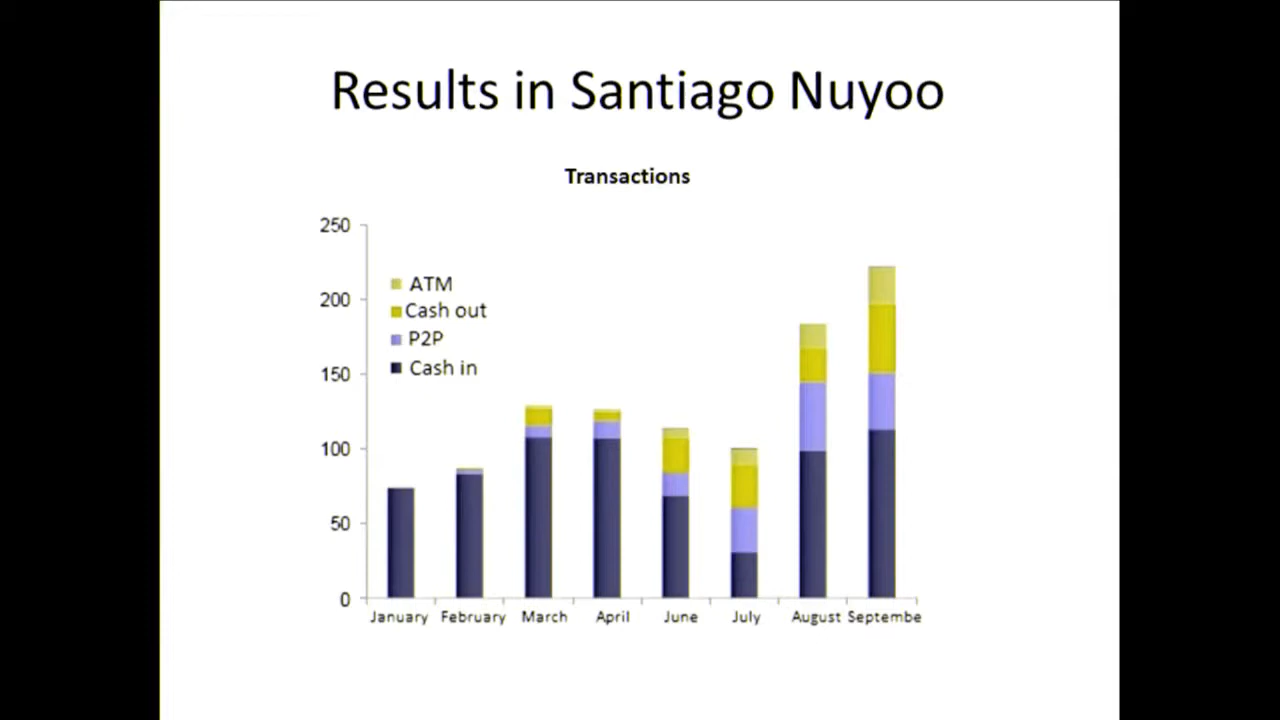 Results in Santiago Nuyoo
Transactions
250
200
150
100
50
0
ATM
Cash out
P2P
Cash in
January February March April June July August Septembe